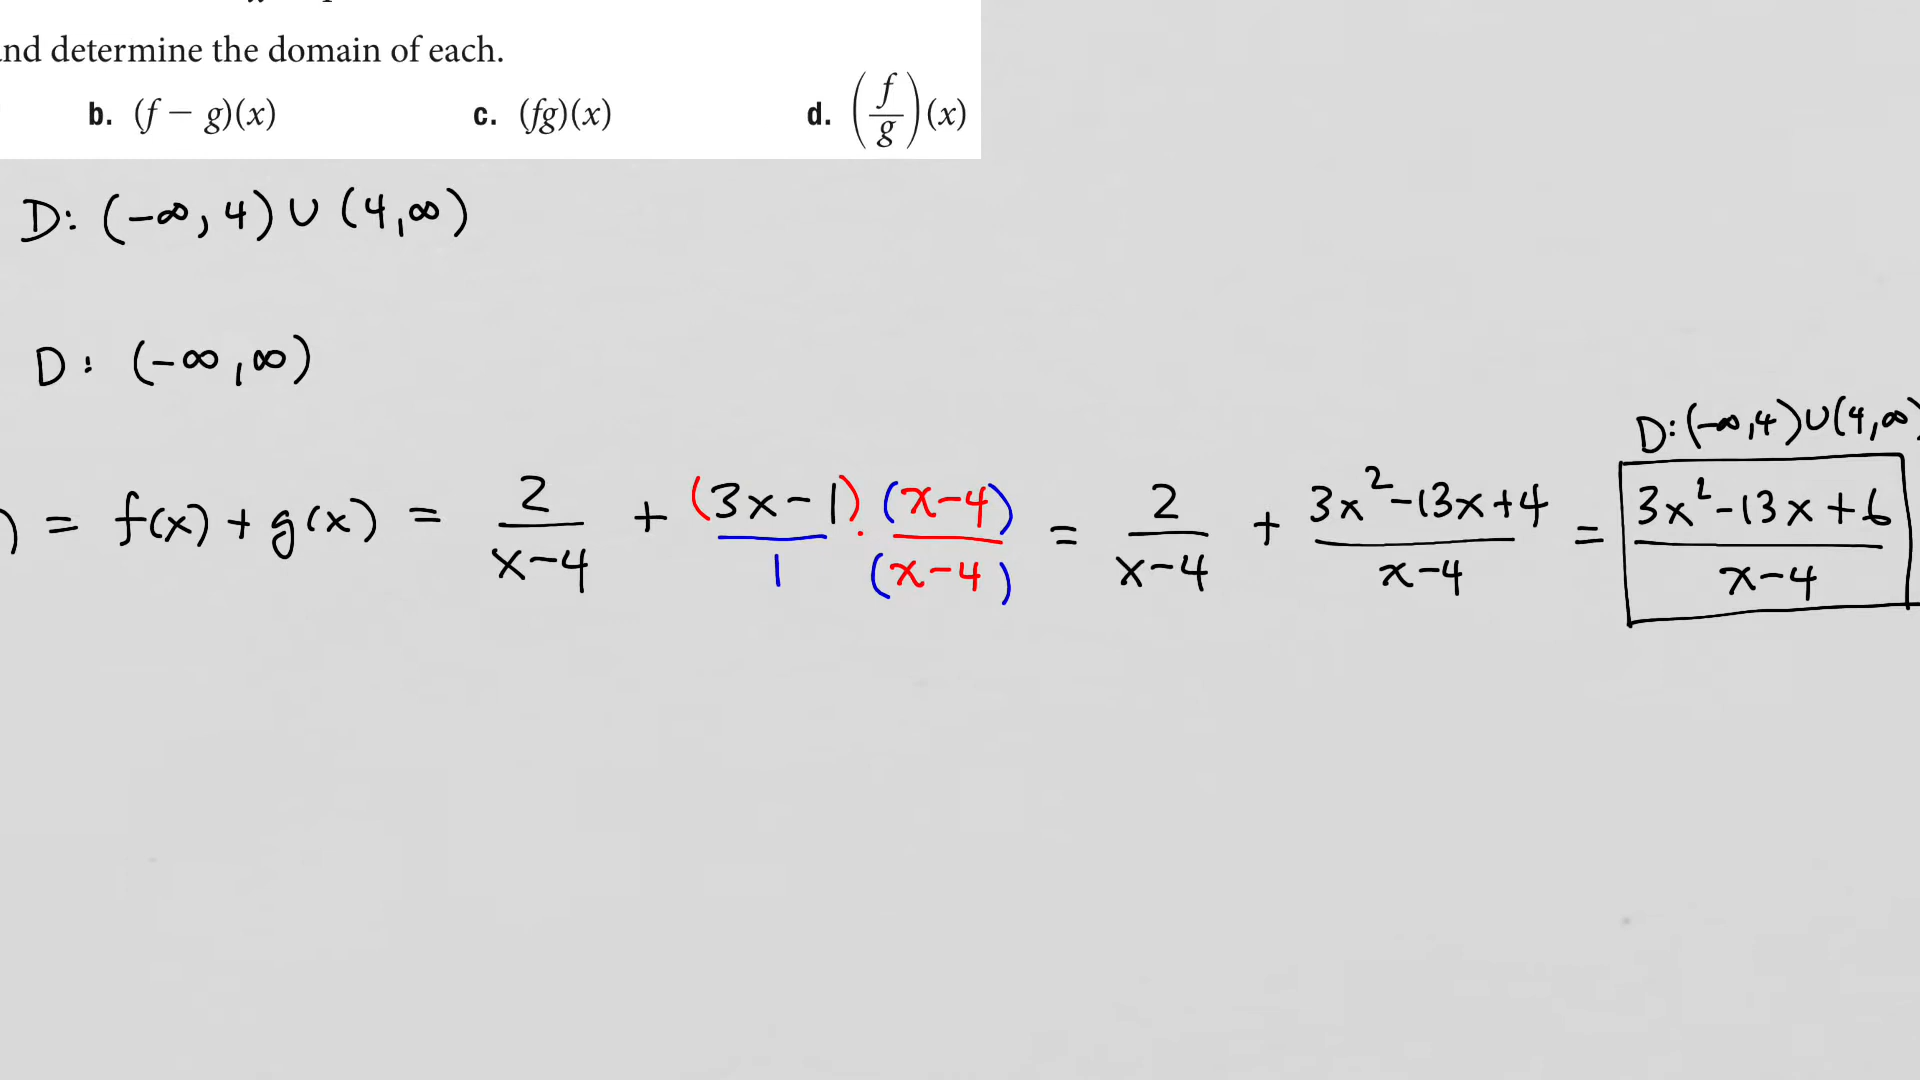 and determine the domain of each.
b. (f − g)(x) c. (fg)(x) d. (f/g)(x)
D: (-∞, 4) ∪ (4, ∞)
D: (-∞, ∞)
D: (-∞, 4) ∪ (4, ∞)
) = f(x) + g(x) = 2/(x-4) + (3x-1)/1 · (x-4)/(x-4) = 2/(x-4) + (3x²-13x+4)/(x-4) = (3x²-13x+6)/(x-4)